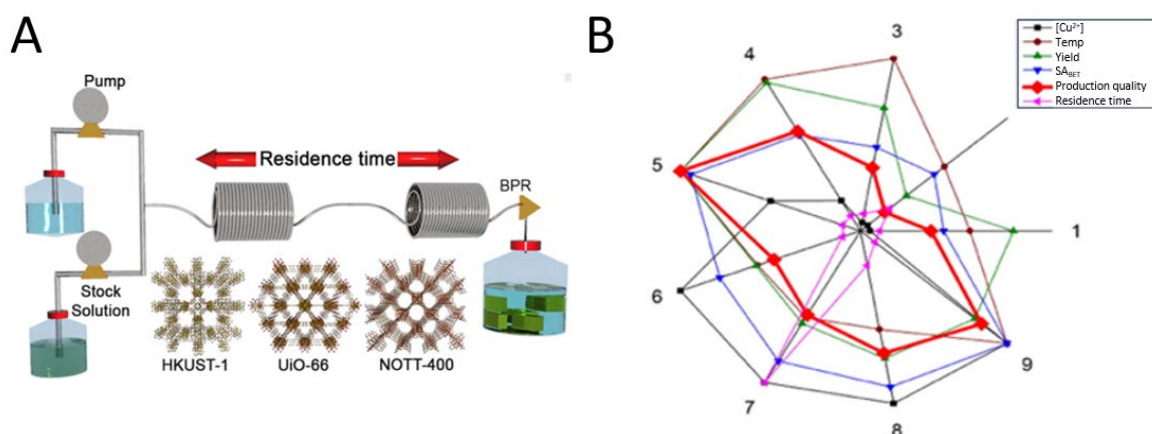 A
Pump
Residence time
BPR
Stock
Solution
HKUST-1
UiO-66
NOTT-400
B
3
4
5
6
7
8
9
1
[Cu²⁺]
Temp
Yield
SA_BET
Production quality
Residence time